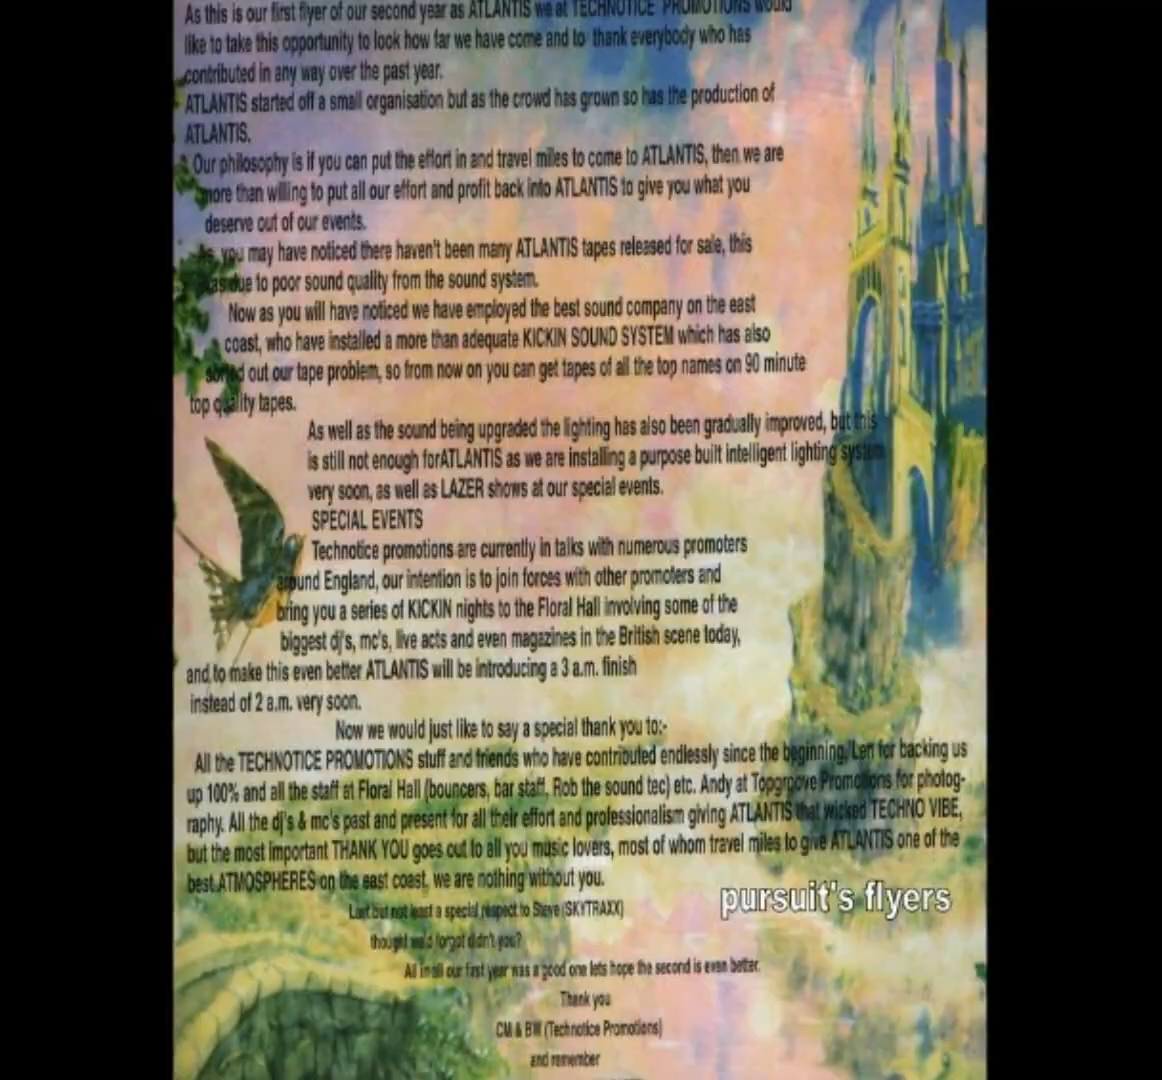 As this is our first flyer of our second year as ATLANTIS we at TECHNOTICE PROMOTIONS would
like to take this opportunity to look how far we have come and to thank everybody who has
contributed in any way over the past year.
ATLANTIS started off a small organisation but as the crowd has grown so has the production of
ATLANTIS.
Our philosophy is if you can put the effort in and travel miles to come to ATLANTIS, then we are
more than willing to put all our effort and profit back into ATLANTIS to give you what you
deserve out of our events.
As you may have noticed there haven't been many ATLANTIS tapes released for sale, this
was due to poor sound quality from the sound system.
Now as you will have noticed we have employed the best sound company on the east
coast, who have installed a more than adequate KICKIN SOUND SYSTEM which has also
sorted out our tape problem, so from now on you can get tapes of all the top names on 90 minute
top quality tapes.
As well as the sound being upgraded the lighting has also been gradually improved, but this
is still not enough forATLANTIS as we are installing a purpose built intelligent lighting system
very soon, as well as LAZER shows at our special events.
SPECIAL EVENTS
Technotice promotions are currently in talks with numerous promoters
around England, our intention is to join forces with other promoters and
bring you a series of KICKIN nights to the Floral Hall involving some of the
biggest dj's, mc's, live acts and even magazines in the British scene today,
and to make this even better ATLANTIS will be introducing a 3 a.m. finish
instead of 2 a.m. very soon.
Now we would just like to say a special thank you to:-
All the TECHNOTICE PROMOTIONS stuff and friends who have contributed endlessly since the beginning, Len for backing us
up 100% and all the staff at Floral Hall (bouncers, bar staff, Rob the sound tec) etc. Andy at Topgroove Promotions for photog-
raphy. All the dj's & mc's past and present for all their effort and professionalism giving ATLANTIS that wicked TECHNO VIBE,
but the most important THANK YOU goes out to all you music lovers, most of whom travel miles to give ATLANTIS one of the
best ATMOSPHERES on the east coast, we are nothing without you.
pursuit's flyers
Last but not least a special respect to Steve (SKYTRAXX)
thought we'd forgot didn't you?
All in all our first year was a good one lets hope the second is even better.
Thank you
CM & BW (Technotice Promotions)
and remember